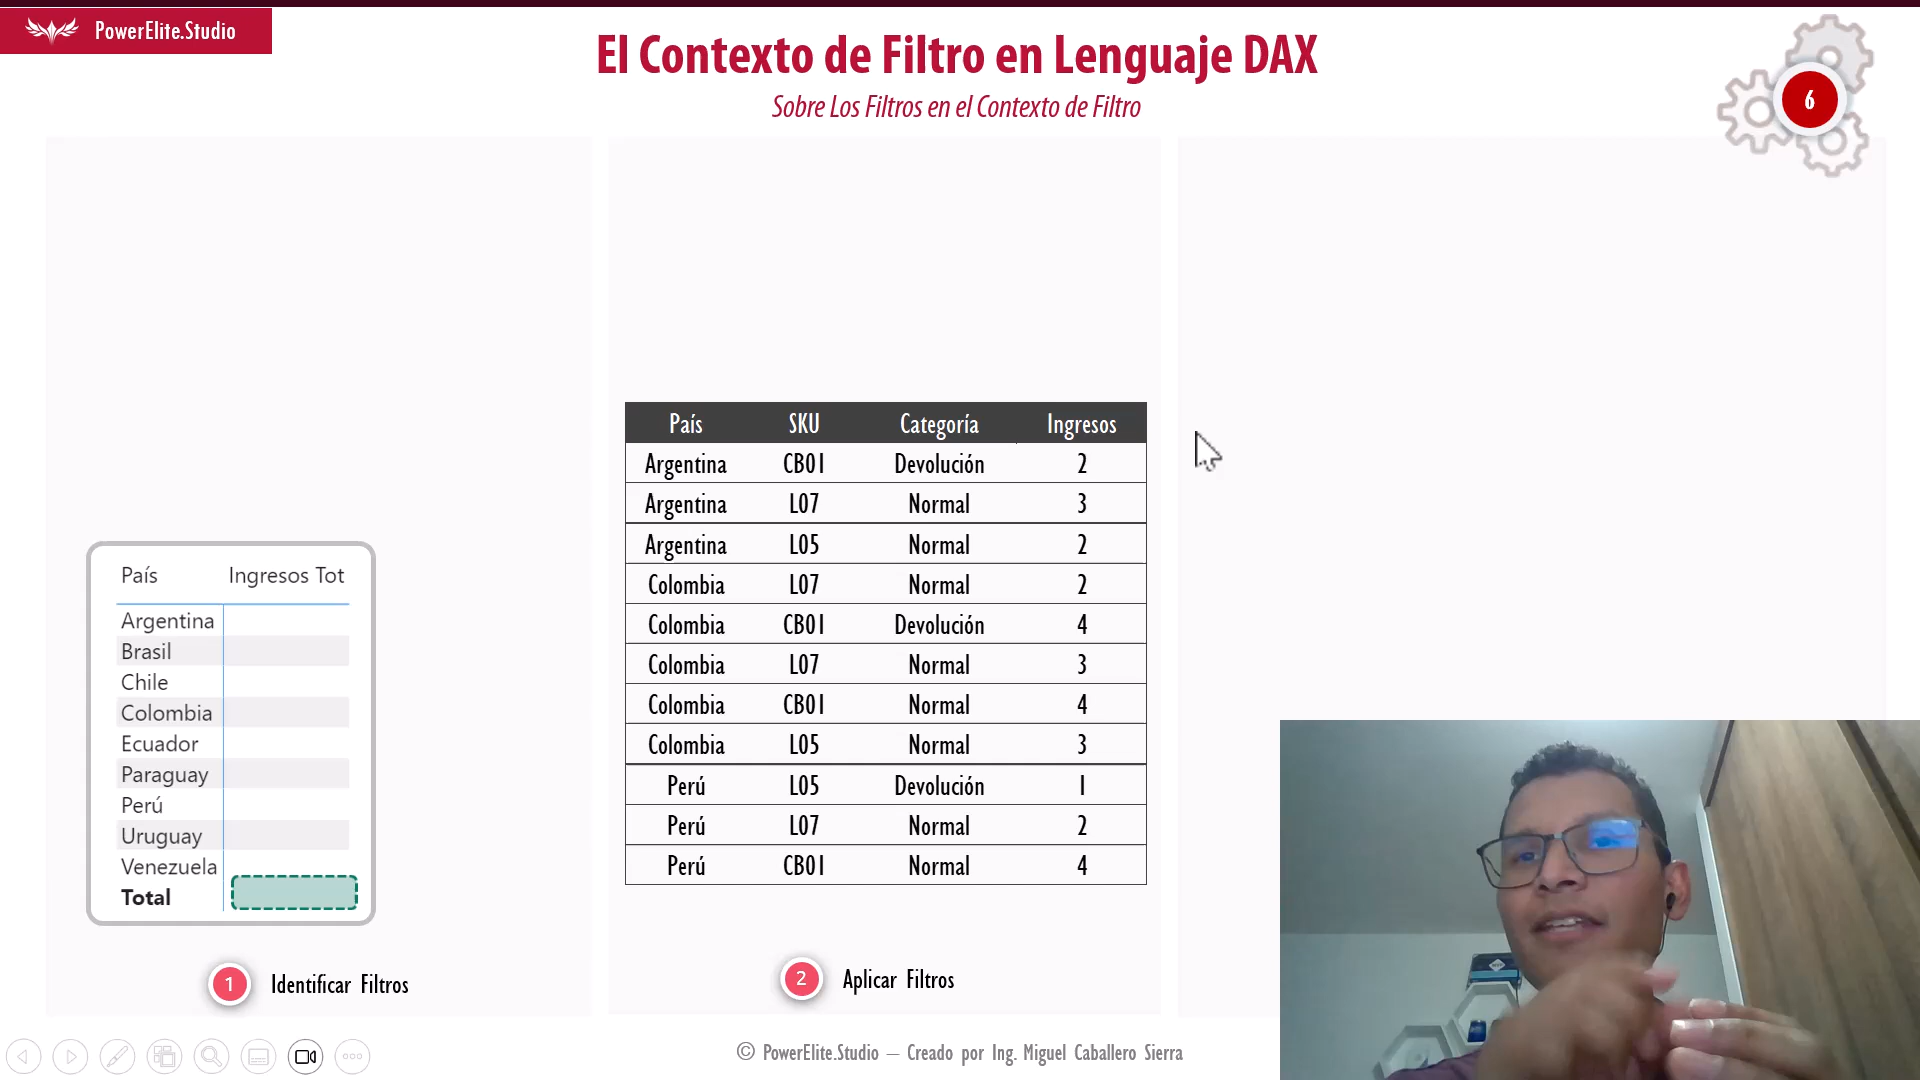 PowerElite.Studio
El Contexto de Filtro en Lenguaje DAX
Sobre Los Filtros en el Contexto de Filtro
6
País Ingresos Tot
Argentina
Brasil
Chile
Colombia
Ecuador
Paraguay
Perú
Uruguay
Venezuela
Total
1 Identificar Filtros
País SKU Categoría Ingresos
Argentina CB01 Devolución 2
Argentina L07 Normal 3
Argentina L05 Normal 2
Colombia L07 Normal 2
Colombia CB01 Devolución 4
Colombia L07 Normal 3
Colombia CB01 Normal 4
Colombia L05 Normal 3
Perú L05 Devolución 1
Perú L07 Normal 2
Perú CB01 Normal 4
2 Aplicar Filtros
© PowerElite.Studio – Creado por Ing. Miguel Caballero Sierra